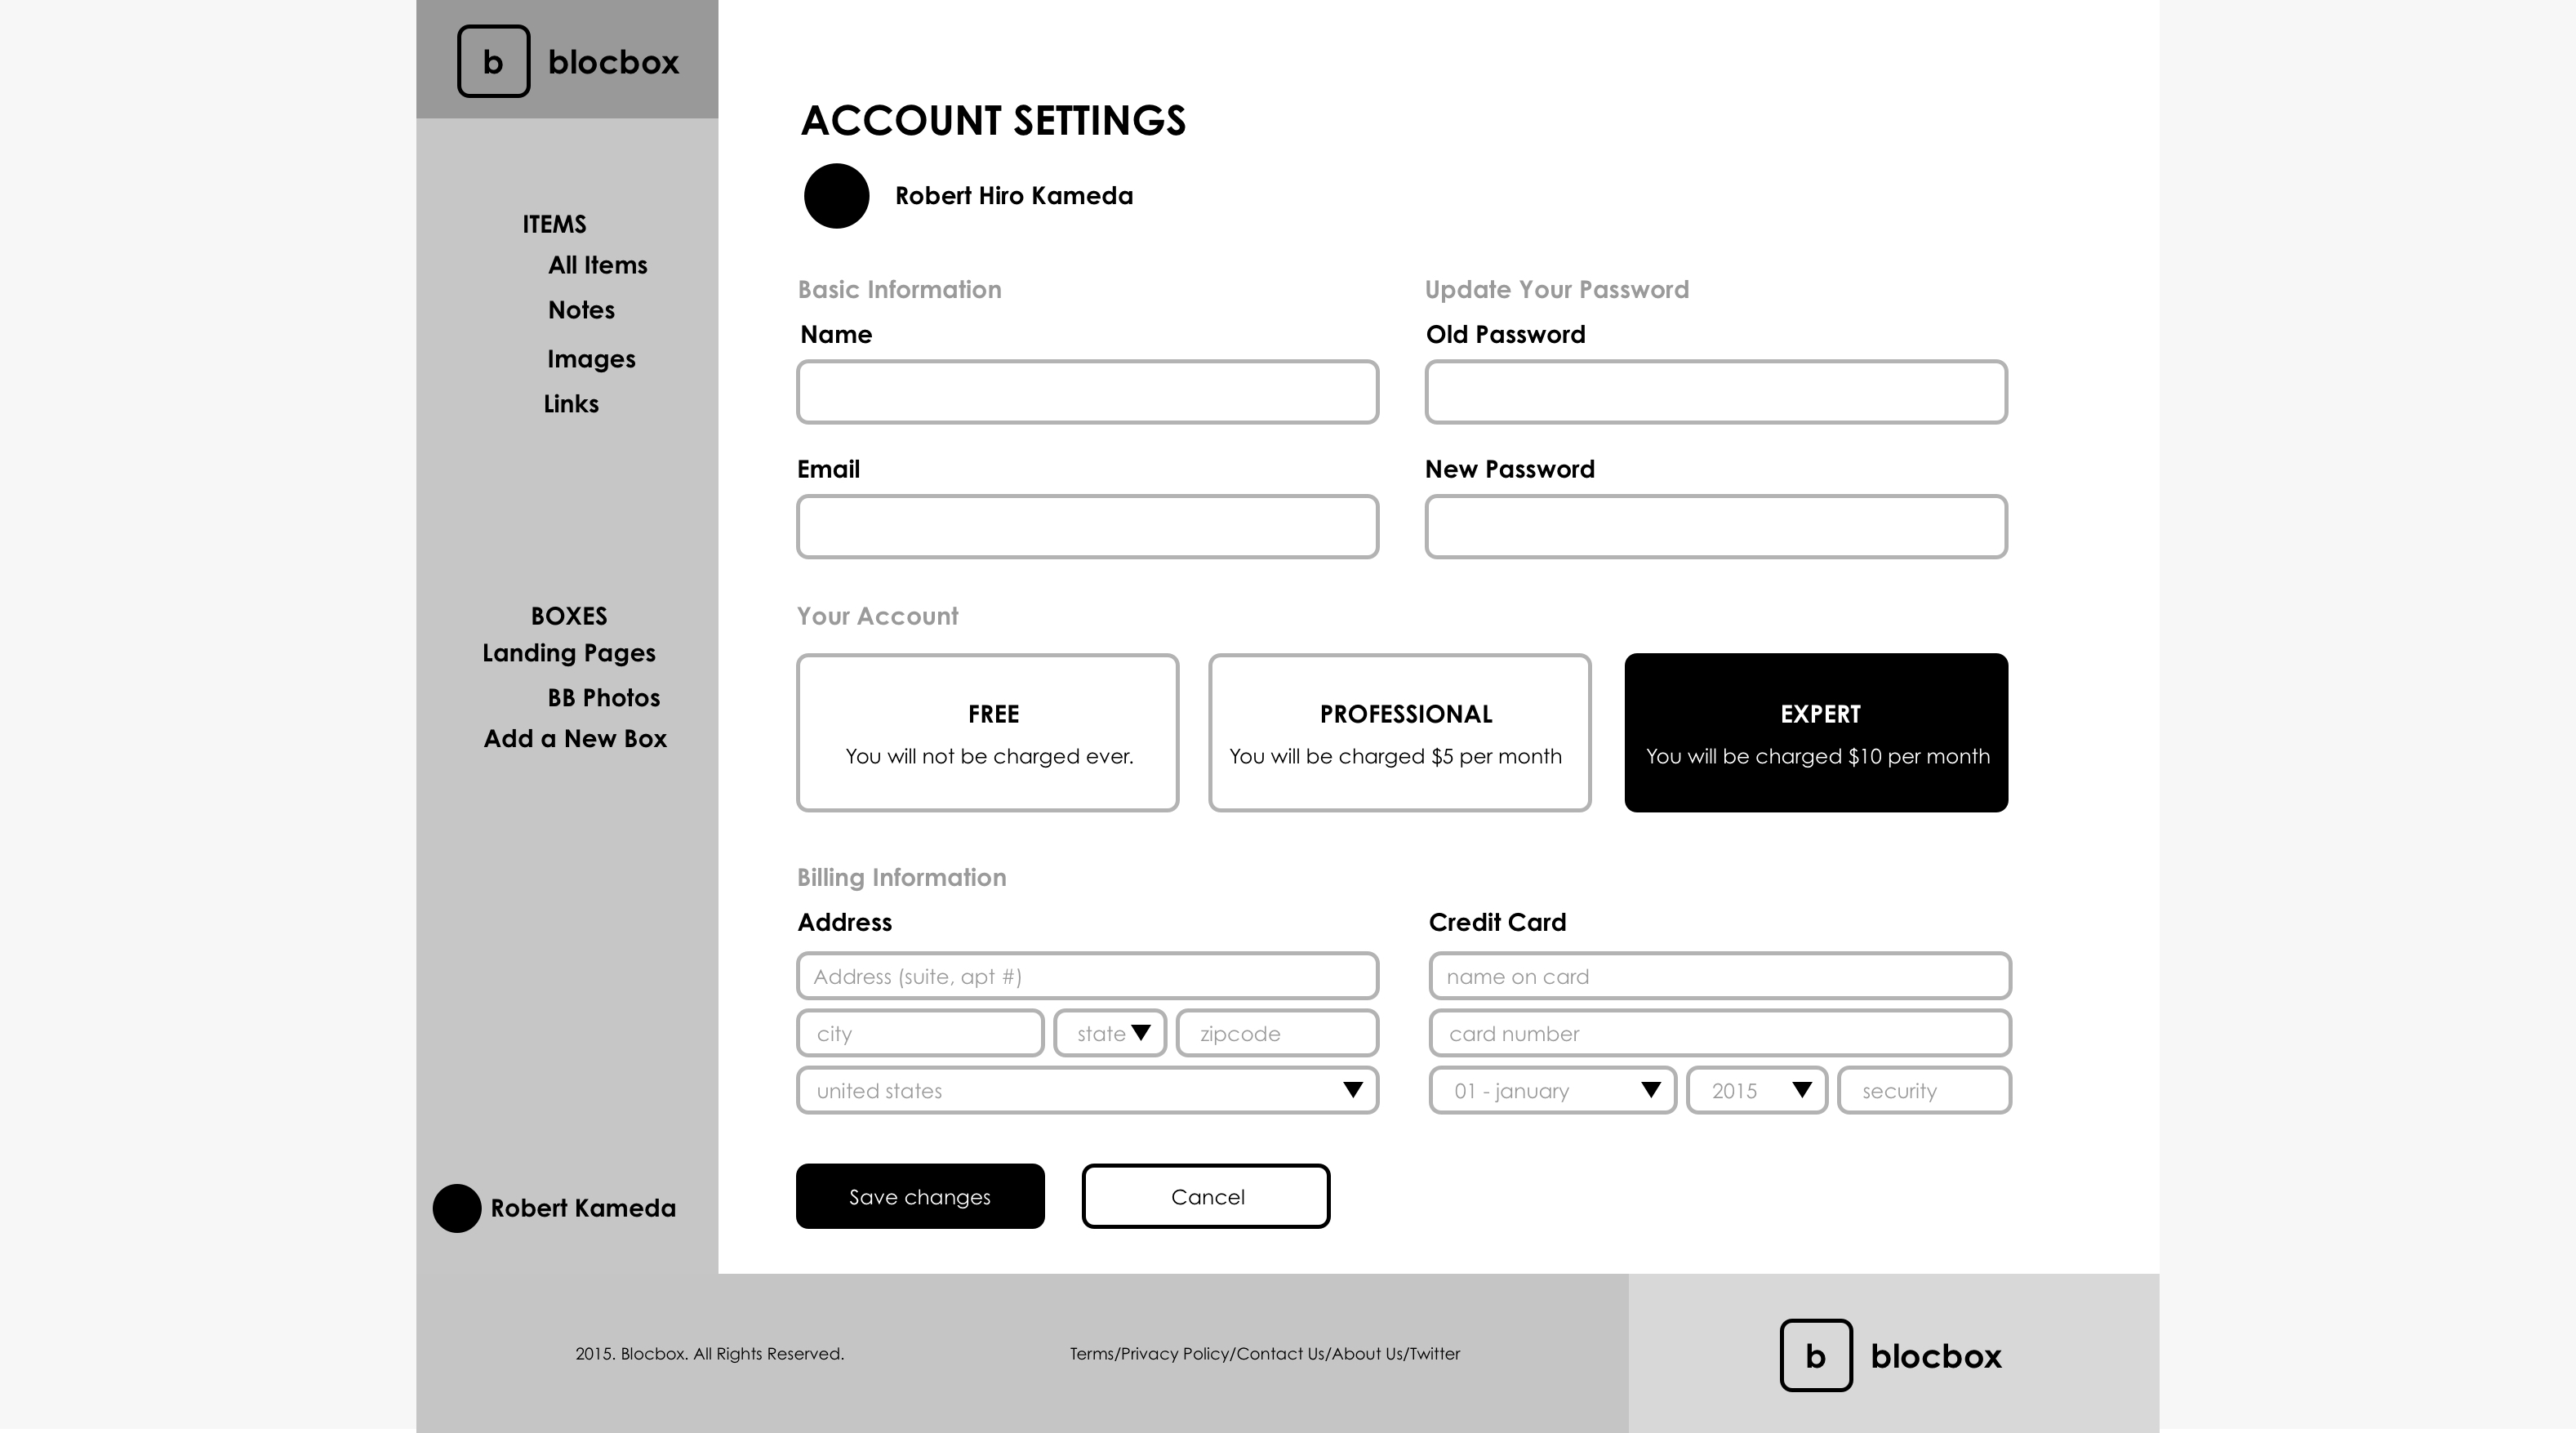 b blocbox
ITEMS
All Items
Notes
Images
Links
BOXES
Landing Pages
BB Photos
Add a New Box
Robert Kameda
ACCOUNT SETTINGS
Robert Hiro Kameda
Basic Information
Name
Email
Update Your Password
Old Password
New Password
Your Account
FREE
You will not be charged ever.
PROFESSIONAL
You will be charged $5 per month
EXPERT
You will be charged $10 per month
Billing Information
Address
Address (suite, apt #)
city state zipcode
united states
Credit Card
name on card
card number
01 - january 2015 security
Save changes
Cancel
2015. Blocbox. All Rights Reserved.
Terms/Privacy Policy/Contact Us/About Us/Twitter
b blocbox